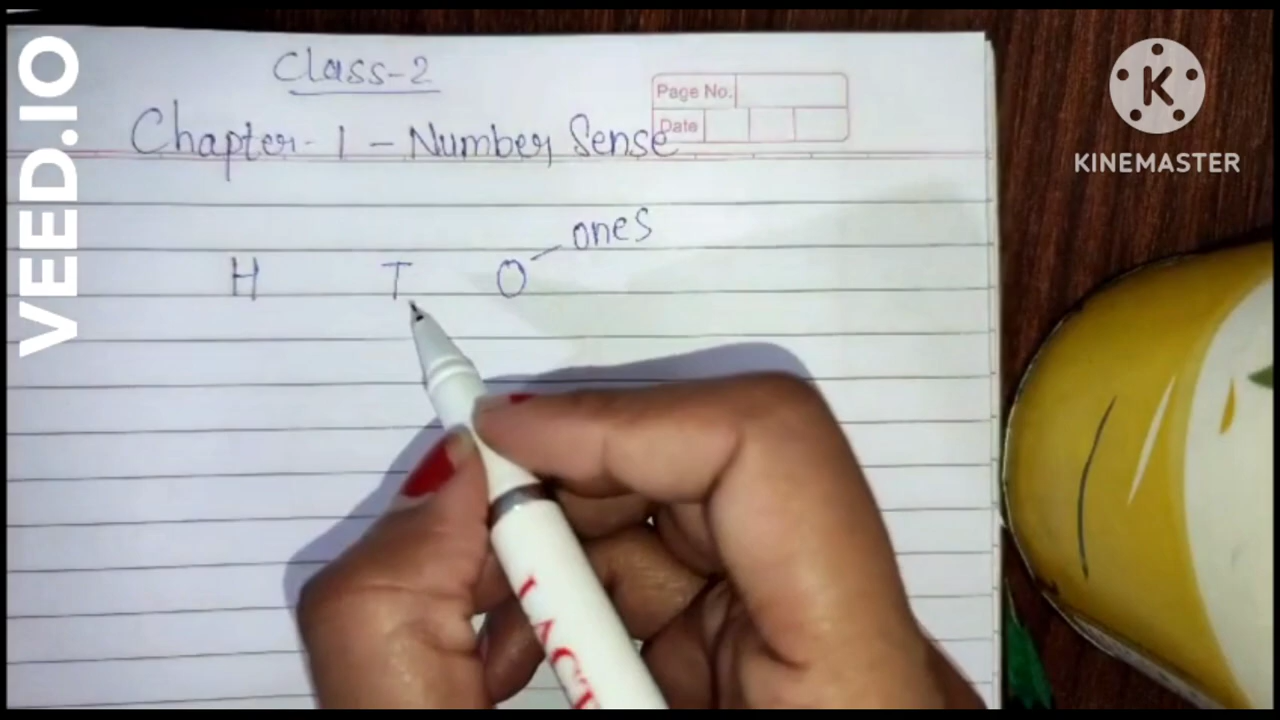 Class-2
Page No.
Chapter-1 - Number Sense
Date
ones
H T O
VEED.IO
K
KINEMASTER